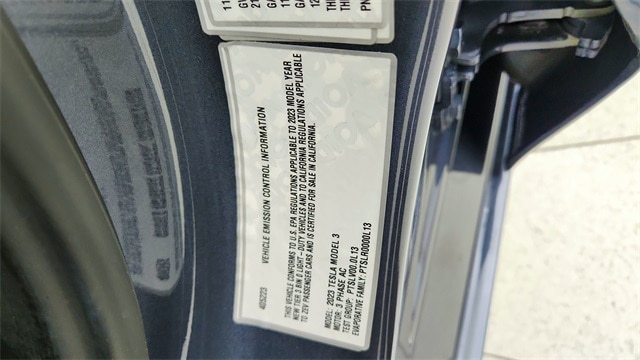 405223
VEHICLE EMISSION CONTROL INFORMATION
THIS VEHICLE CONFORMS TO U.S. EPA REGULATIONS APPLICABLE TO 2023 MODEL YEAR
NEW TIER 3 BIN 0 LIGHT-DUTY VEHICLES AND TO CALIFORNIA REGULATIONS APPLICABLE
TO ZEV PASSENGER CARS AND IS CERTIFIED FOR SALE IN CALIFORNIA.
MODEL: 2023 TESLA MODEL 3
MOTOR: 3 PHASE AC
TEST GROUP: PTSLV00.0L13
EVAPORATIVE FAMILY: PTSLR0000L13